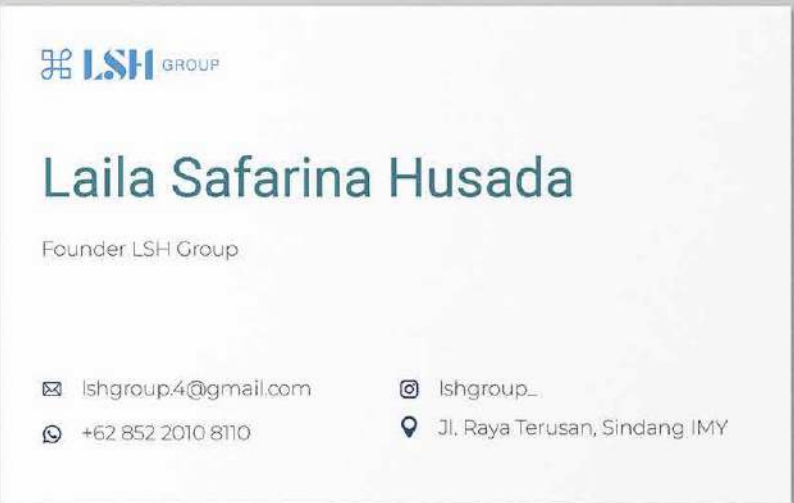 LSH GROUP
Laila Safarina Husada
Founder LSH Group
lshgroup.4@gmail.com
lshgroup_
+62 852 2010 8110
Jl. Raya Terusan, Sindang IMY